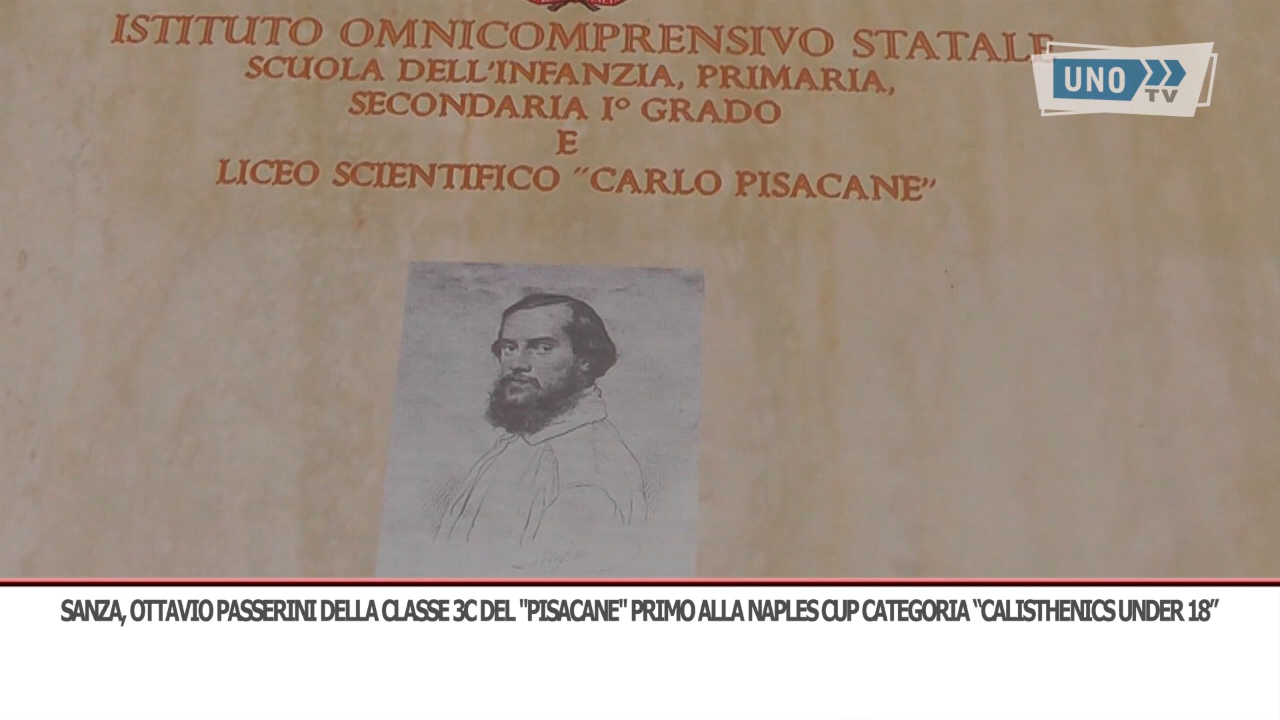 ISTITUTO OMNICOMPRENSIVO STATALE
UNO TV
SCUOLA DELL'INFANZIA, PRIMARIA,
SECONDARIA I° GRADO
E
LICEO SCIENTIFICO "CARLO PISACANE"
SANZA, OTTAVIO PASSERINI DELLA CLASSE 3C DEL "PISACANE" PRIMO ALLA NAPLES CUP CATEGORIA “CALISTHENICS UNDER 18”